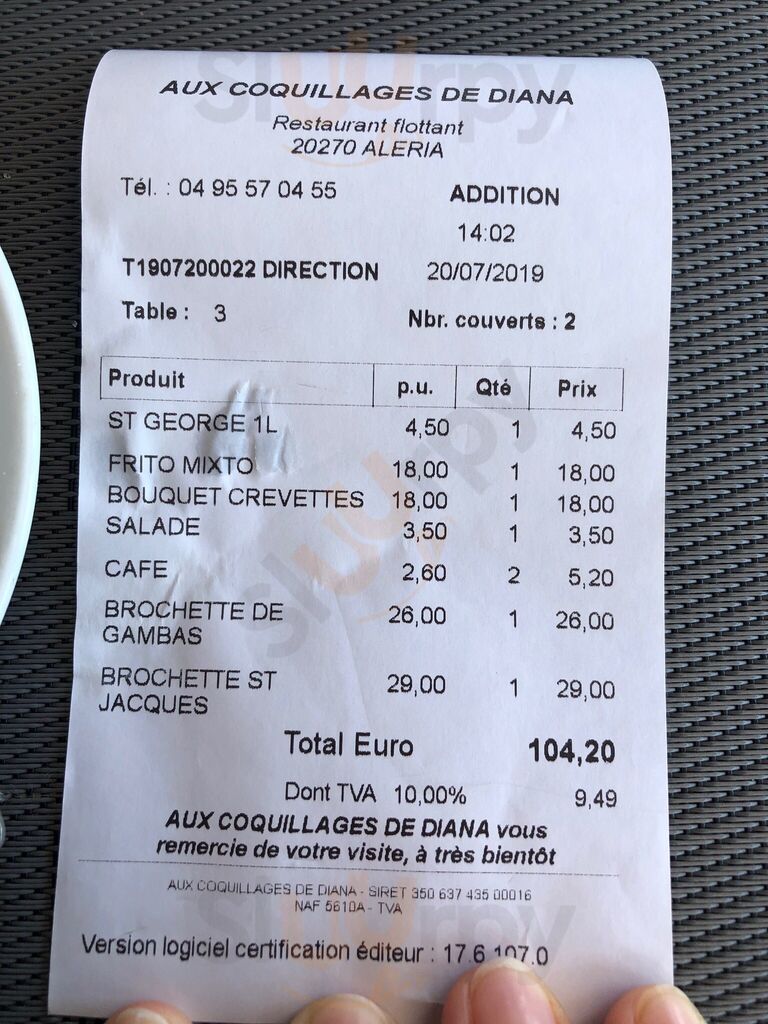 AUX COQUILLAGES DE DIANA
Restaurant flottant
20270 ALERIA
Tél. : 04 95 57 04 55 ADDITION
14:02
T1907200022 DIRECTION 20/07/2019
Table : 3 Nbr. couverts : 2
Produit p.u. Qté Prix
ST GEORGE 1L 4,50 1 4,50
FRITO MIXTO 18,00 1 18,00
BOUQUET CREVETTES 18,00 1 18,00
SALADE 3,50 1 3,50
CAFE 2,60 2 5,20
BROCHETTE DE 26,00 1 26,00
GAMBAS
BROCHETTE ST 29,00 1 29,00
JACQUES
Total Euro 104,20
Dont TVA 10,00% 9,49
AUX COQUILLAGES DE DIANA vous
remercie de votre visite, à très bientôt
AUX COQUILLAGES DE DIANA - SIRET 350 637 435 00016
NAF 5610A - TVA
Version logiciel certification éditeur : 17.6.107.0
sluurpy
sluurpy
sluurpy